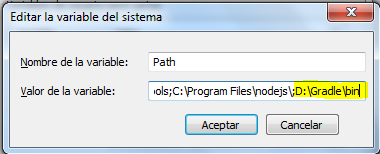 Editar la variable del sistema
Nombre de la variable: Path
Valor de la variable: ools;C:\Program Files\nodejs\;D:\Gradle\bin
Aceptar Cancelar